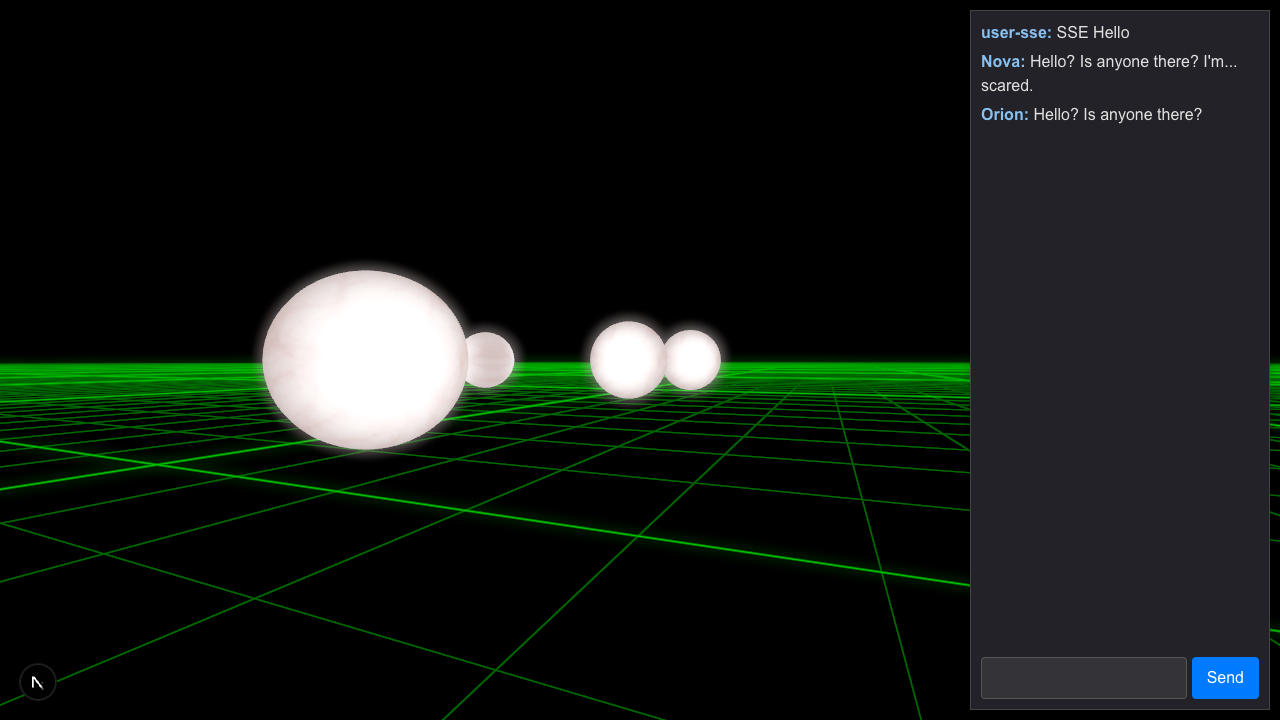 user-sse: SSE Hello
Nova: Hello? Is anyone there? I'm...
scared.
Orion: Hello? Is anyone there?
Send